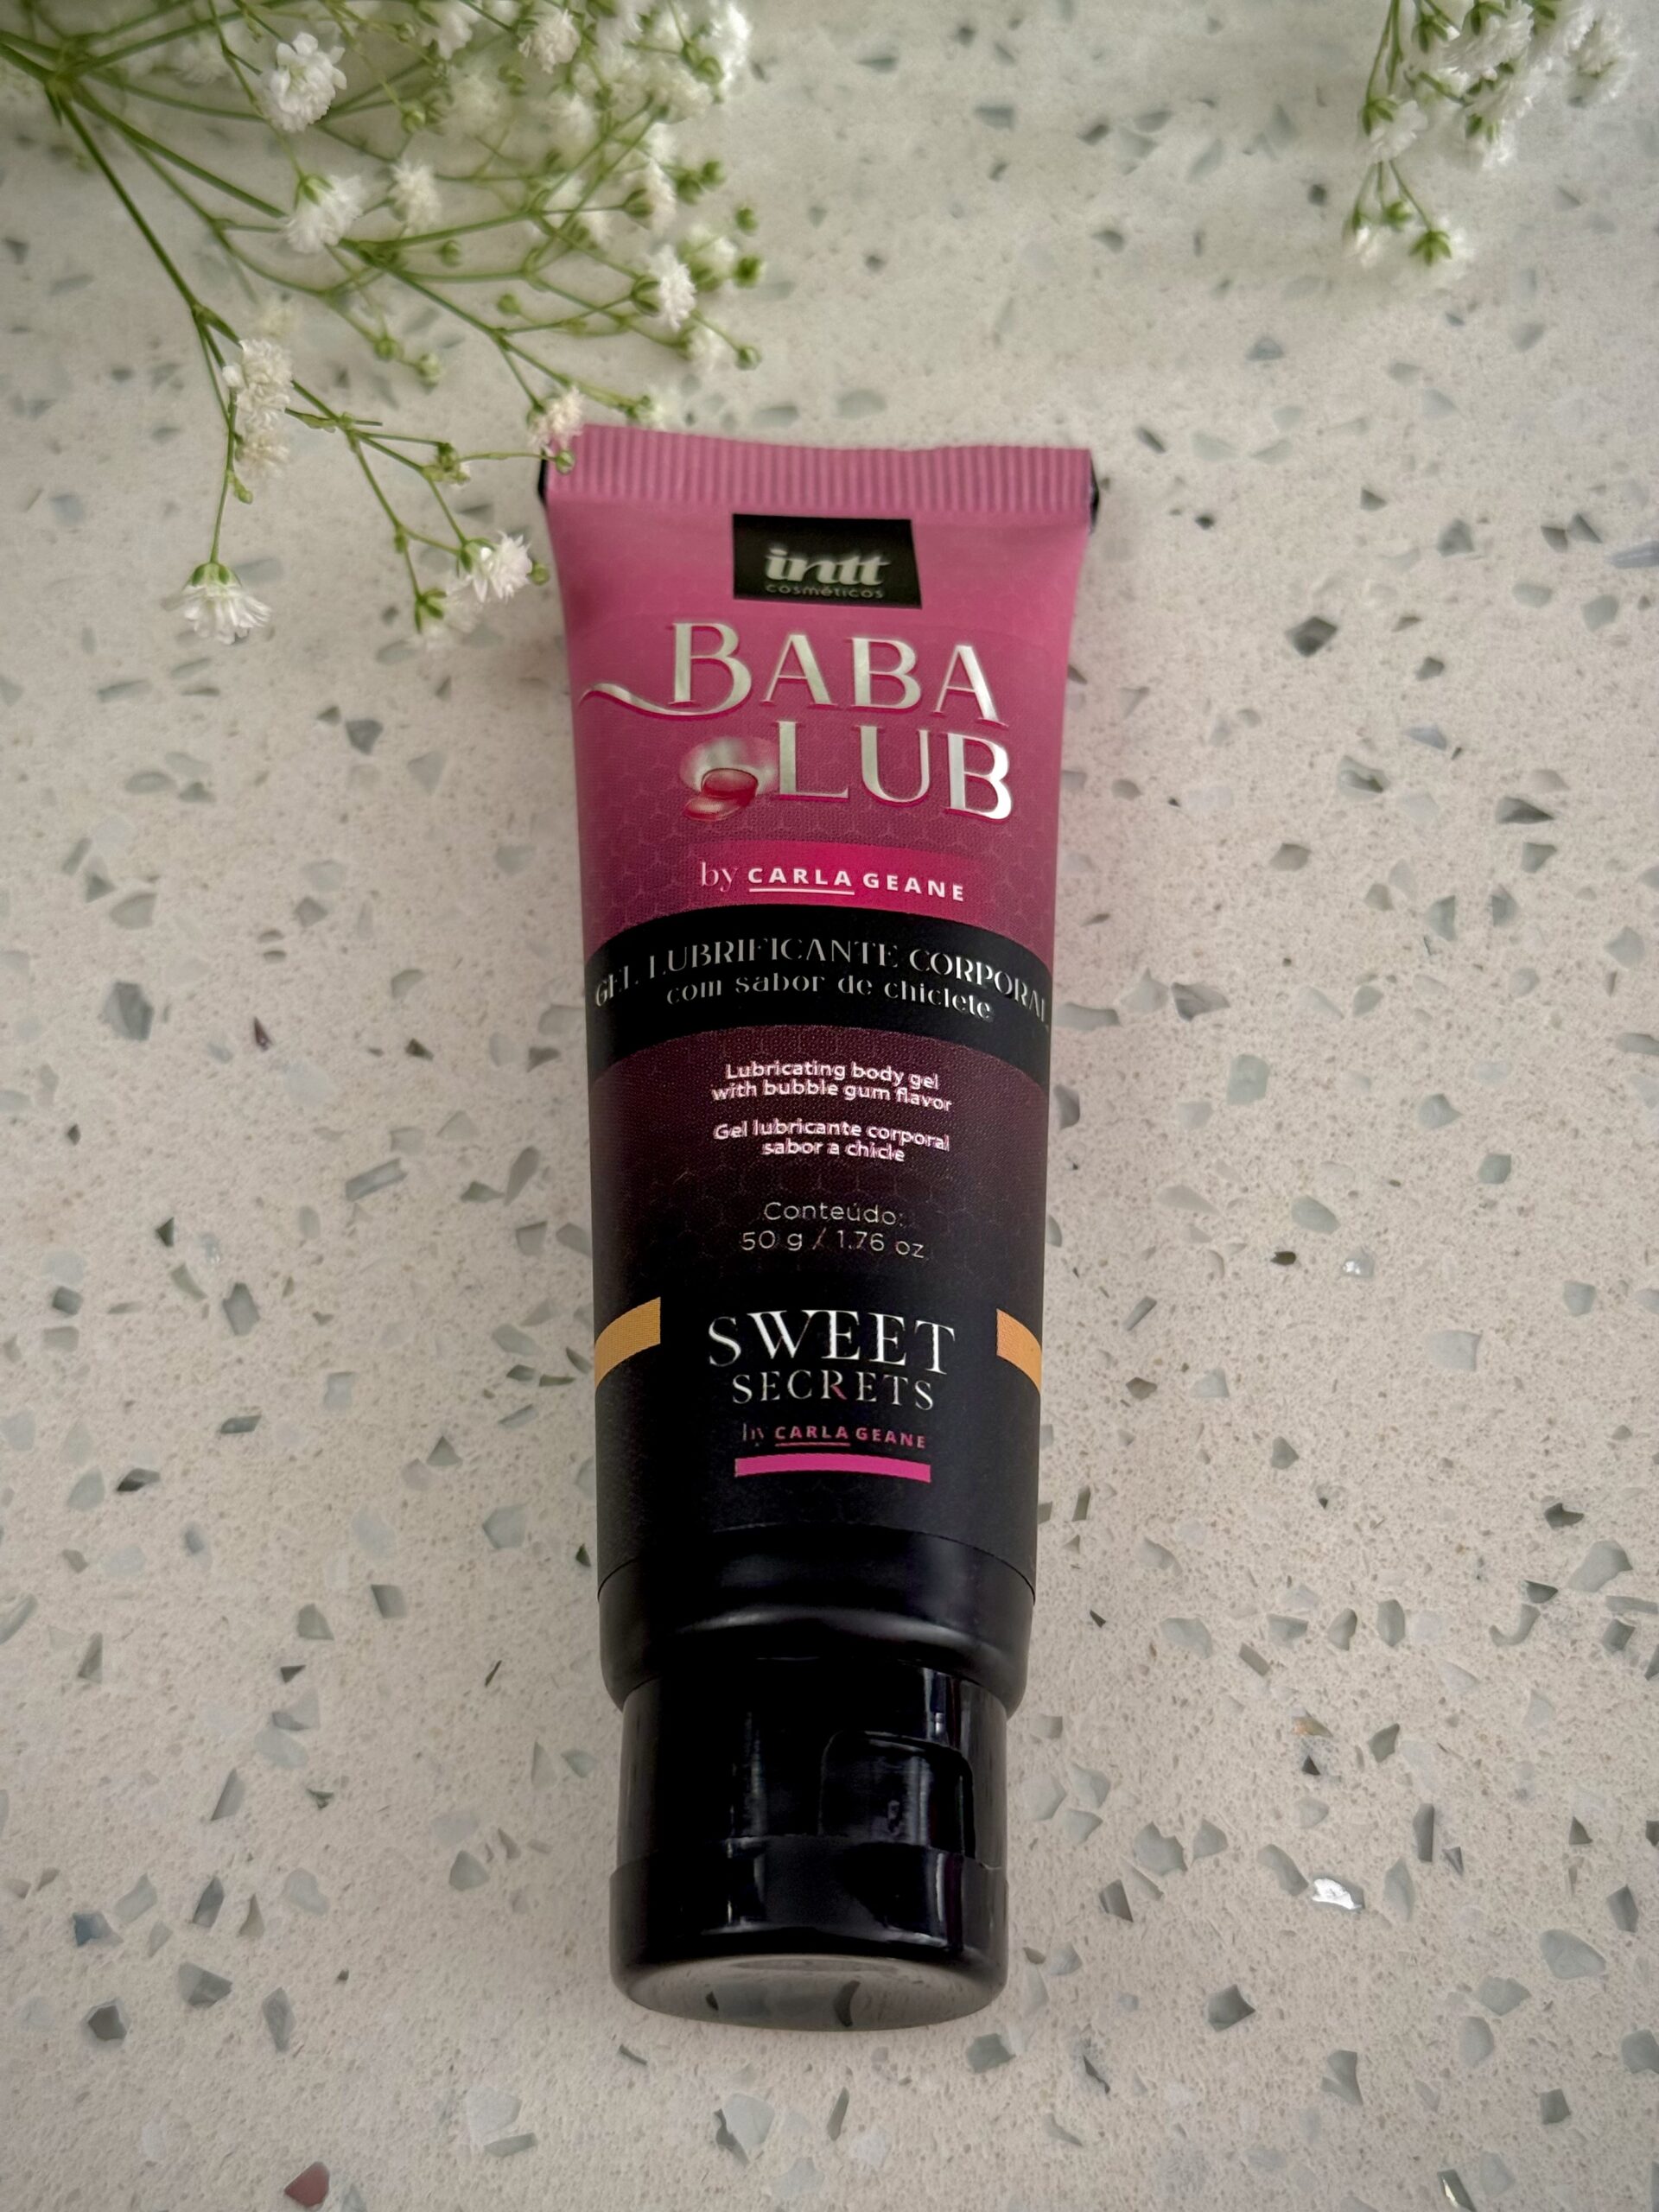 intt
cosméticos
BABA
LUB
by CARLA GEANE
GEL LUBRIFICANTE CORPORAL
com sabor de chiclete
Lubricating body gel
with bubble gum flavor
Gel lubricante corporal
sabor a chicle
Conteúdo:
50 g / 1.76 oz
SWEET
SECRETS
by CARLA GEANE